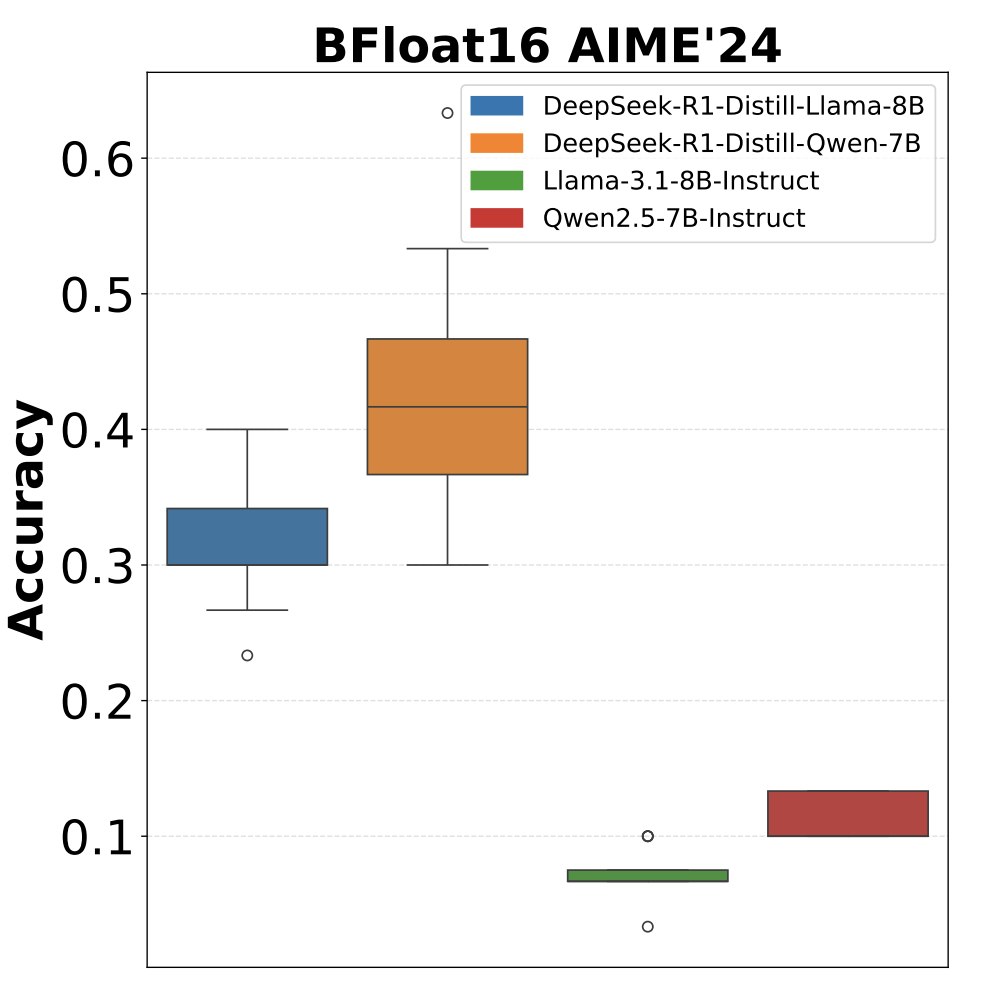 BFloat16 AIME'24
DeepSeek-R1-Distill-Llama-8B
DeepSeek-R1-Distill-Qwen-7B
Llama-3.1-8B-Instruct
Qwen2.5-7B-Instruct
Accuracy
0.6
0.5
0.4
0.3
0.2
0.1